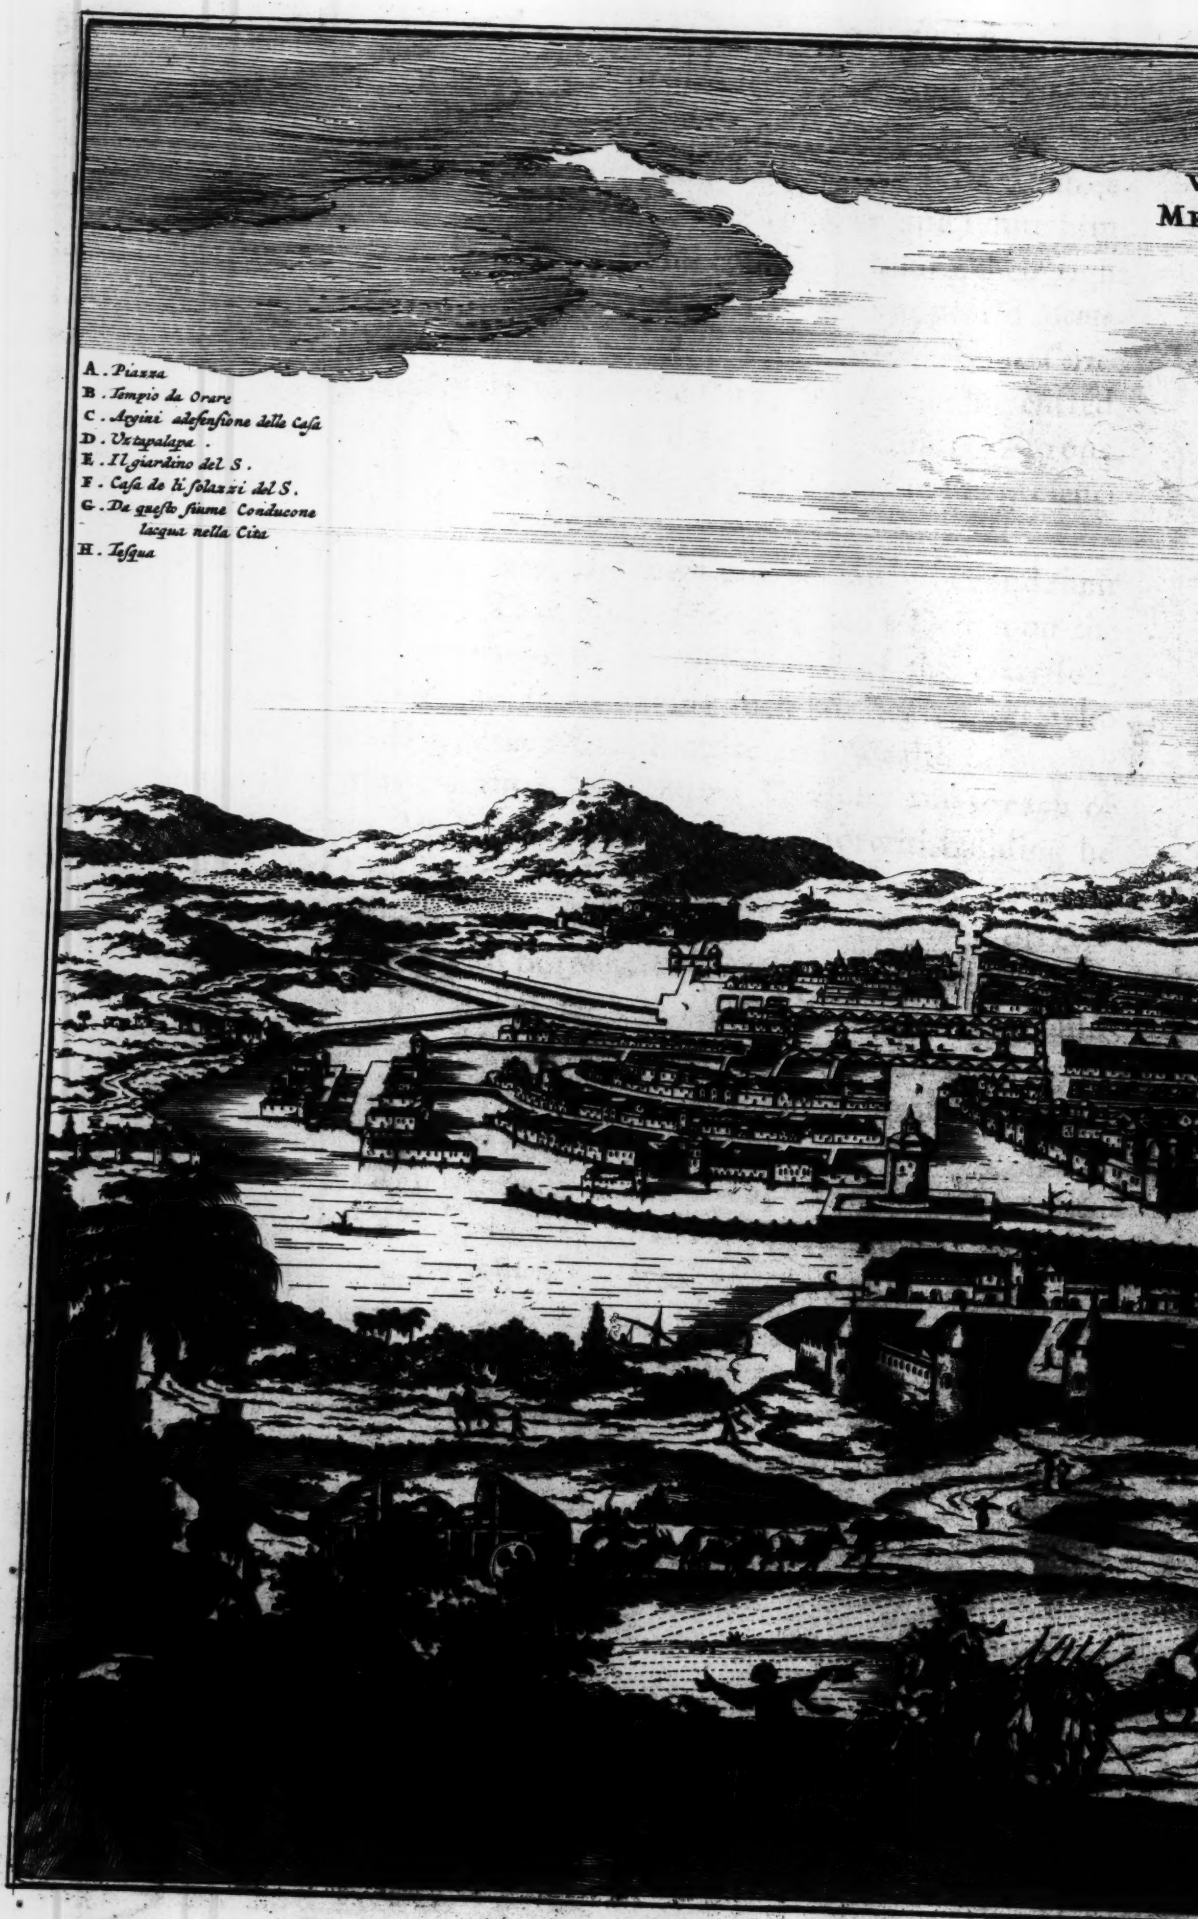 V
ME
A. Piazza
B. Tempio da Orare
C. Argini adefensione delle Casa
D. Uztapalapa.
E. Il giardino del S.
F. Casa de li solazzi del S.
G. Da questo fiume Conducone
lacqua nella Cita
H. Tesqua